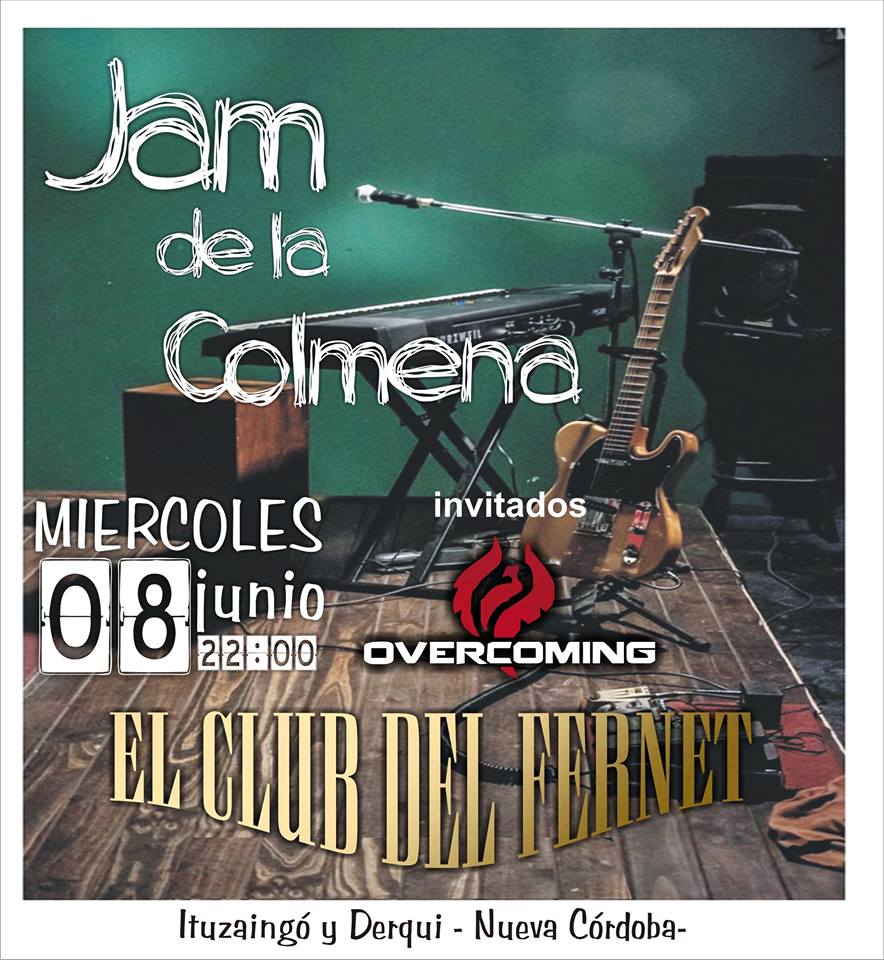 Jam
de la
Colmena
KURZWEIL
MIERCOLES
08 junio
22:00
invitados
OVERCOMING
EL CLUB DEL FERNET
Ituzaingó y Derqui - Nueva Córdoba-